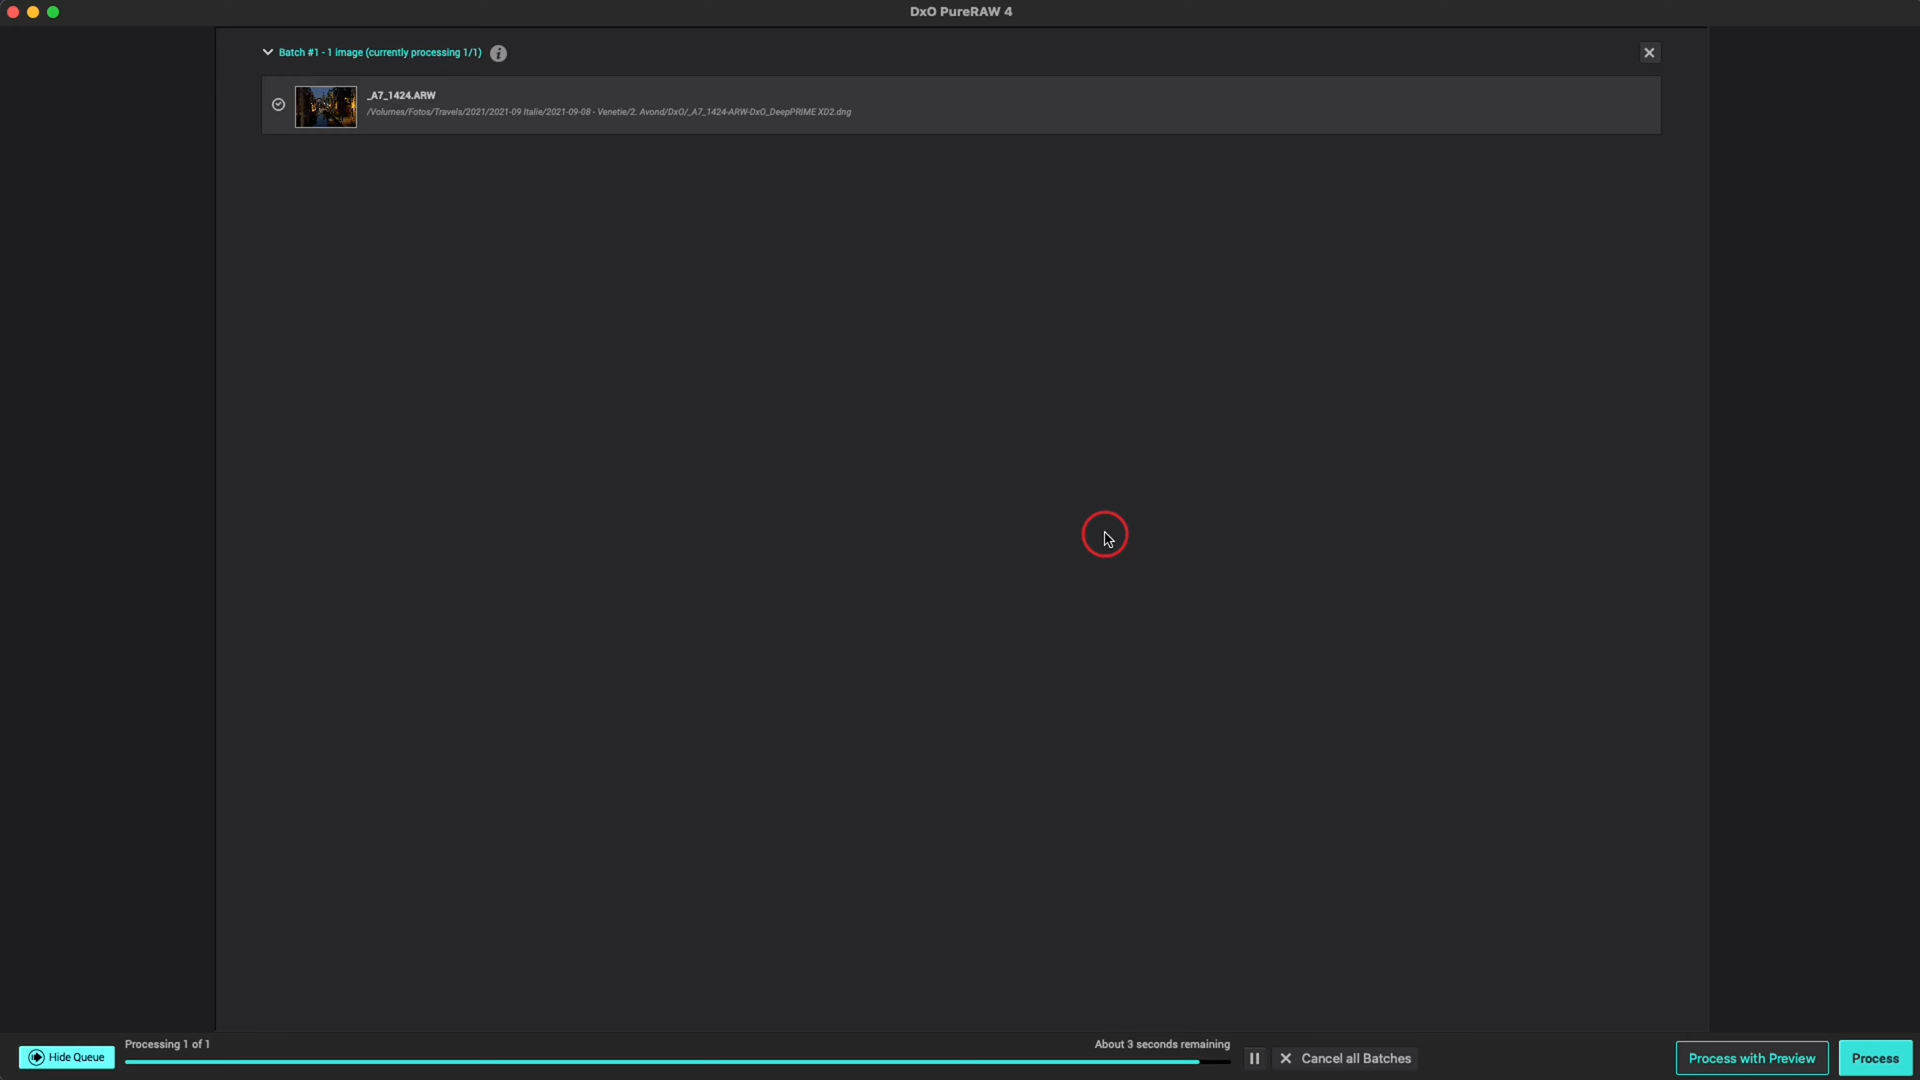 DxO PureRAW 4
Batch #1 - 1 image (currently processing 1/1)
_A7_1424.ARW
/Volumes/Fotos/Travels/2021/2021-09 Italie/2021-09-08 - Venetie/2. Avond/DxO/_A7_1424-ARW-DxO_DeepPRIME XD2.dng
Processing 1 of 1
About 3 seconds remaining
Hide Queue
Cancel all Batches
Process with Preview
Process